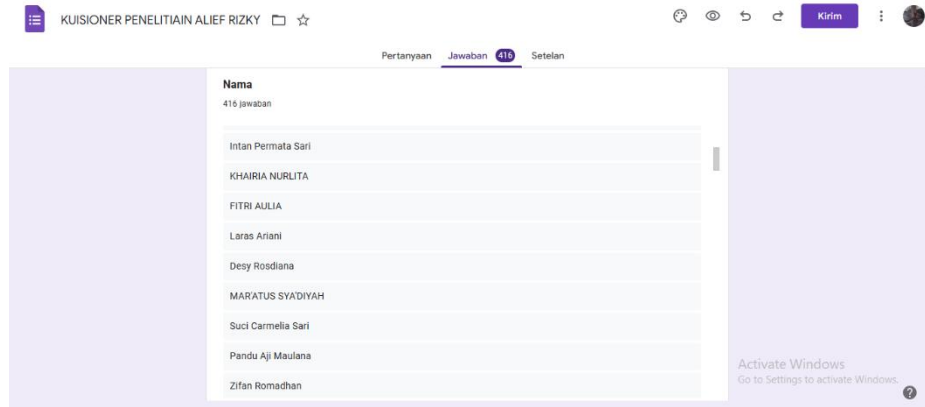 KUISIONER PENELITIAIN ALIEF RIZKY
Kirim
Pertanyaan Jawaban 416 Setelan
Nama
416 jawaban
Intan Permata Sari
KHAIRIA NURLITA
FITRI AULIA
Laras Ariani
Desy Rosdiana
MAR'ATUS SYA'DIYAH
Suci Carmelia Sari
Pandu Aji Maulana
Zifan Romadhan
Activate Windows
Go to Settings to activate Windows.